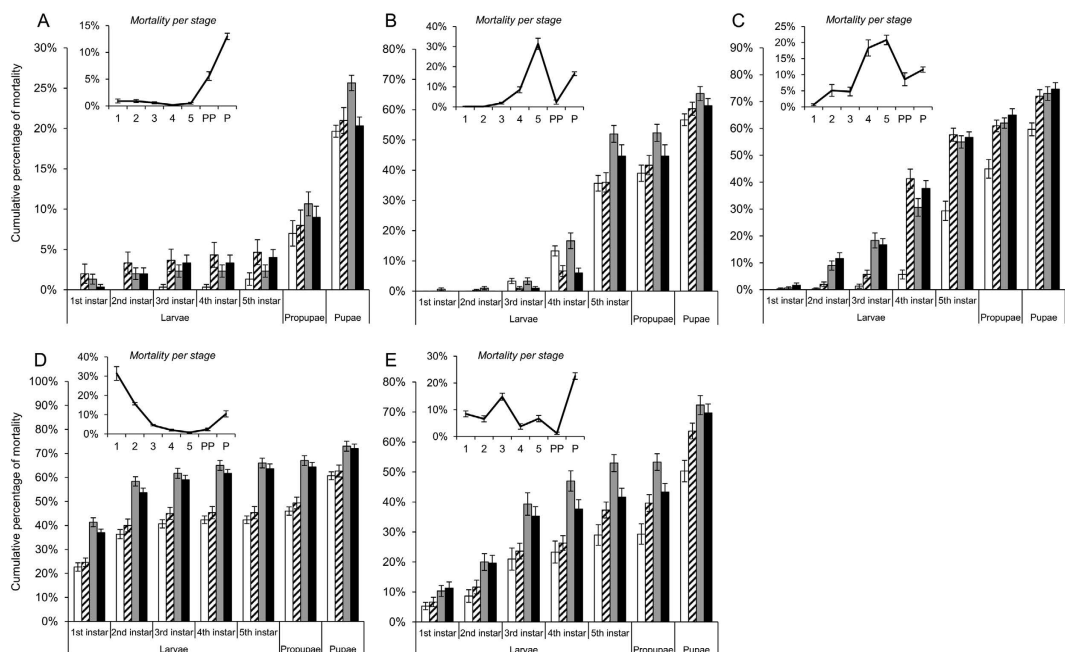 A
Mortality per stage
15%
10%
5%
0%
1 2 3 4 5 PP P
Cumulative percentage of mortality
30%
25%
20%
15%
10%
5%
0%
1st instar 2nd instar 3rd instar 4th instar 5th instar
Larvae Propupae Pupae
B
Mortality per stage
40%
30%
20%
10%
0%
1 2 3 4 5 PP P
80%
70%
60%
50%
40%
30%
20%
10%
0%
1st instar 2nd instar 3rd instar 4th instar 5th instar
Larvae Propupae Pupae
C
Mortality per stage
25%
20%
15%
10%
5%
0%
1 2 3 4 5 PP P
90%
80%
70%
60%
50%
40%
30%
20%
10%
0%
1st instar 2nd instar 3rd instar 4th instar 5th instar
Larvae Propupae Pupae
D
Mortality per stage
40%
30%
20%
10%
0%
1 2 3 4 5 PP P
Cumulative percentage of mortality
100%
90%
80%
70%
60%
50%
40%
30%
20%
10%
0%
1st instar 2nd instar 3rd instar 4th instar 5th instar
Larvae Propupae Pupae
E
Mortality per stage
30%
20%
10%
0%
1 2 3 4 5 PP P
80%
70%
60%
50%
40%
30%
20%
10%
0%
1st instar 2nd instar 3rd instar 4th instar 5th instar
Larvae Propupae Pupae